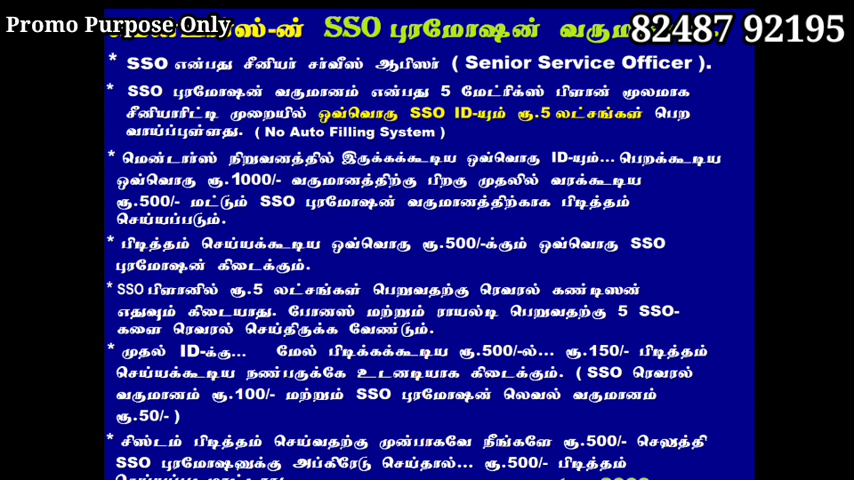 Promo Purpose Only
82487 92195
SSO புரமோஷன்
* SSO என்பது சீனியர் சர்வீஸ் ஆபிஸர் ( Senior Service Officer ).
* SSO புரமோஷன் வருமானம் என்பது 5 மேட்ரிக்ஸ் பிளான் மூலமாக
சீனியாரிட்டி முறையில் ஒவ்வொரு SSO ID-யும் ரூ.5 லட்சங்கள் பெற
வாய்ப்புள்ளது. ( No Auto Filling System )
* மென்டார்ஸ் நிறுவனத்தில் இருக்கக்கூடிய ஒவ்வொரு ID-யும்... பெறக்கூடிய
ஒவ்வொரு ரூ.1000/- வருமானத்திற்கு பிறகு முதலில் வரக்கூடிய
ரூ.500/- மட்டும் SSO புரமோஷன் வருமானத்திற்காக பிடித்தம்
செய்யப்படும்.
* பிடித்தம் செய்யக்கூடிய ஒவ்வொரு ரூ.500/-க்கும் ஒவ்வொரு SSO
புரமோஷன் கிடைக்கும்.
* SSO பிளானில் ரூ.5 லட்சங்கள் பெறுவதற்கு ரெவரல் கண்டிஸன்
எதுவும் கிடையாது. போனஸ் மற்றும் ராயல்டி பெறுவதற்கு 5 SSO-
களை ரெவரல் செய்திருக்க வேண்டும்.
* முதல் ID-க்கு... மேல் பிடிக்கக்கூடிய ரூ.500/-ல்... ரூ.150/- பிடித்தம்
செய்யக்கூடிய நண்பருக்கே உடனடியாக கிடைக்கும். ( SSO ரெவரல்
வருமானம் ரூ.100/- மற்றும் SSO புரமோஷன் லெவல் வருமானம்
ரூ.50/- )
* சிஸ்டம் பிடித்தம் செய்வதற்கு முன்பாகவே நீங்களே ரூ.500/- செலுத்தி
SSO புரமோஷனுக்கு அப்கிரேடு செய்தால்... ரூ.500/- பிடித்தம்